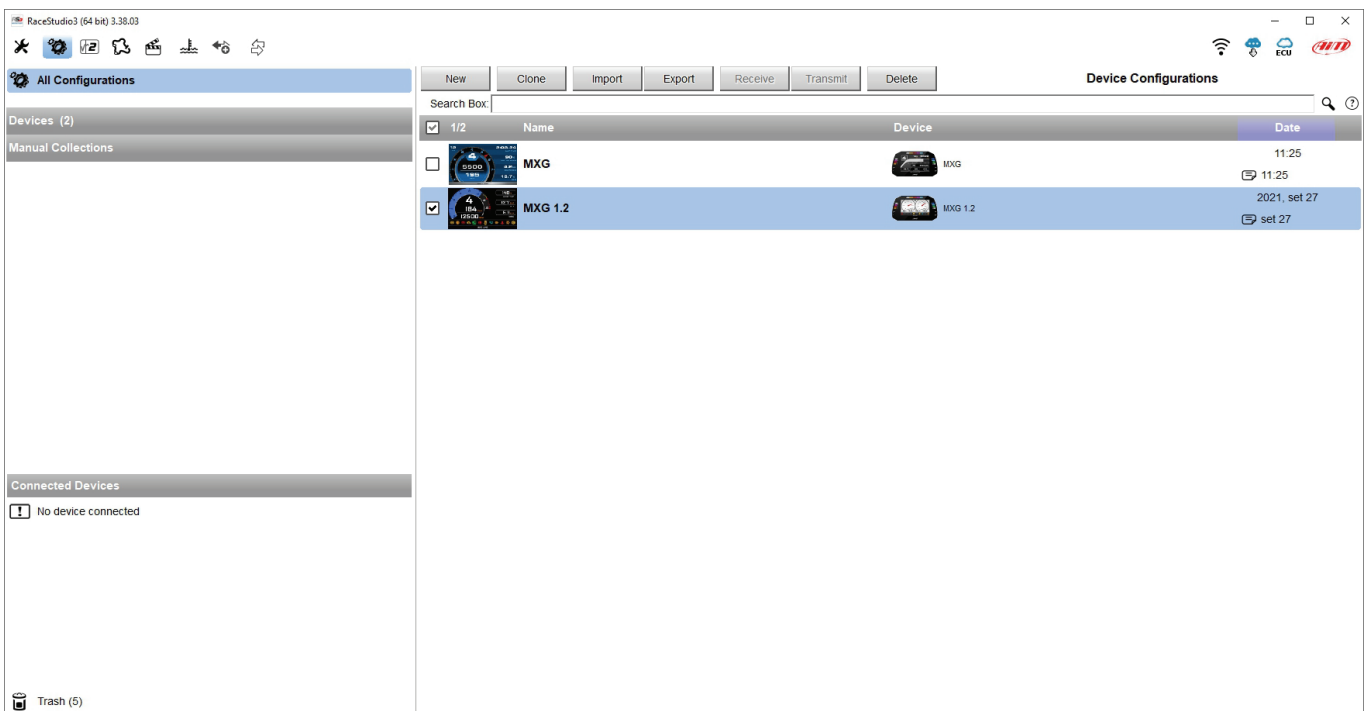 RaceStudio3 (64 bit) 3.38.03
ECU
All Configurations
New Clone Import Export Receive Transmit Delete Device Configurations
Search Box:
Devices (2)
1/2 Name Device Date
Manual Collections
MXG MXG 11:25
11:25
MXG 1.2 MXG 1.2 2021, set 27
set 27
Connected Devices
No device connected
Trash (5)